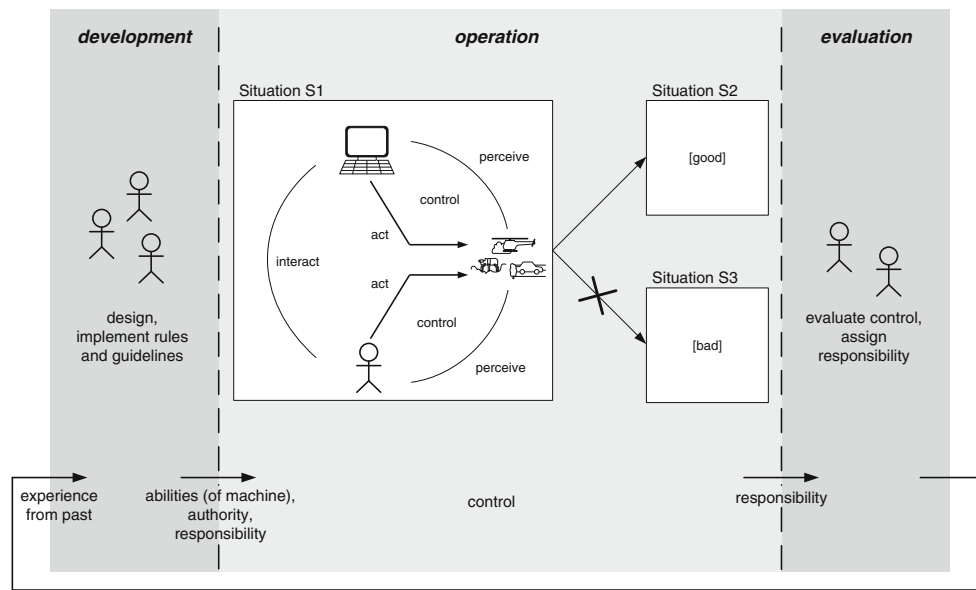 development
operation
evaluation
Situation S1
Situation S2
perceive
[good]
control
act
interact
act
control
perceive
Situation S3
[bad]
design,
implement rules
and guidelines
evaluate control,
assign
responsibility
experience
from past
abilities (of machine),
authority,
responsibility
control
responsibility